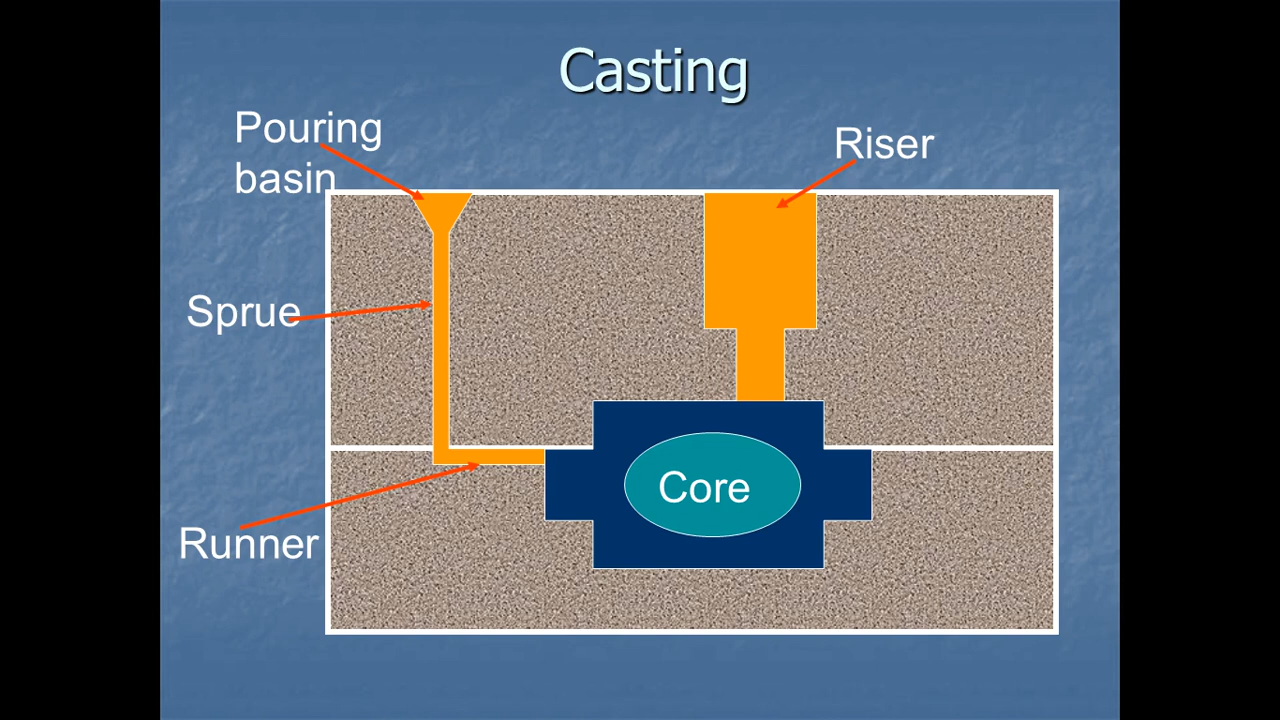 Casting
Pouring
basin
Riser
Sprue
Core
Runner